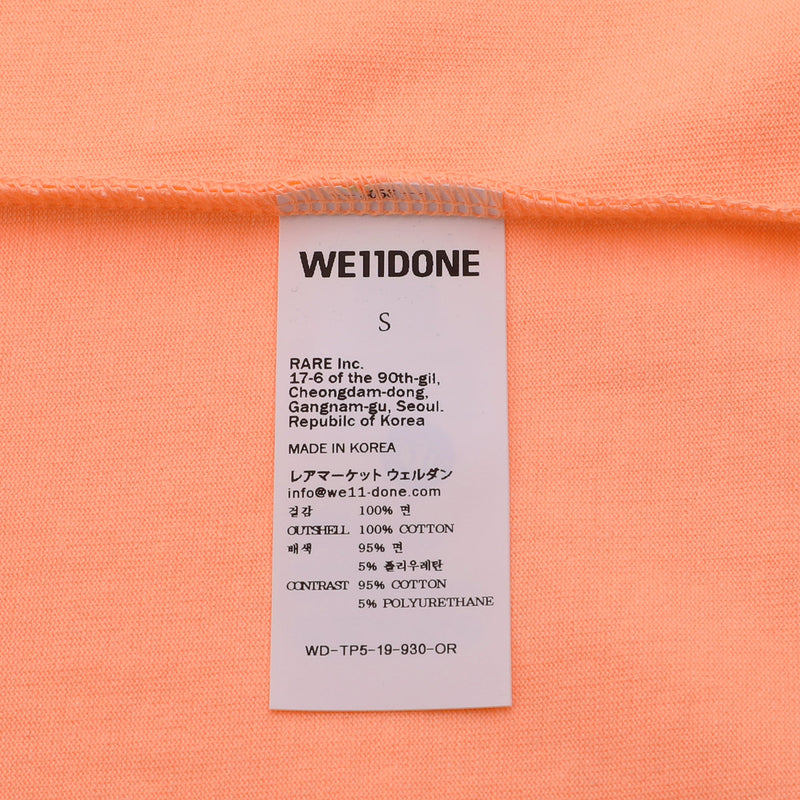 WE11DONE
S
RARE Inc.
17-6 of the 90th-gil,
Cheongdam-dong,
Gangnam-gu, Seoul.
Repubilc of Korea
MADE IN KOREA
レアマーケット ウェルダン
info@we11-done.com
겉감 100% 면
OUTSHELL 100% COTTON
배색 95% 면
5% 폴리우레탄
CONTRAST 95% COTTON
5% POLYURETHANE
WD-TP5-19-930-OR